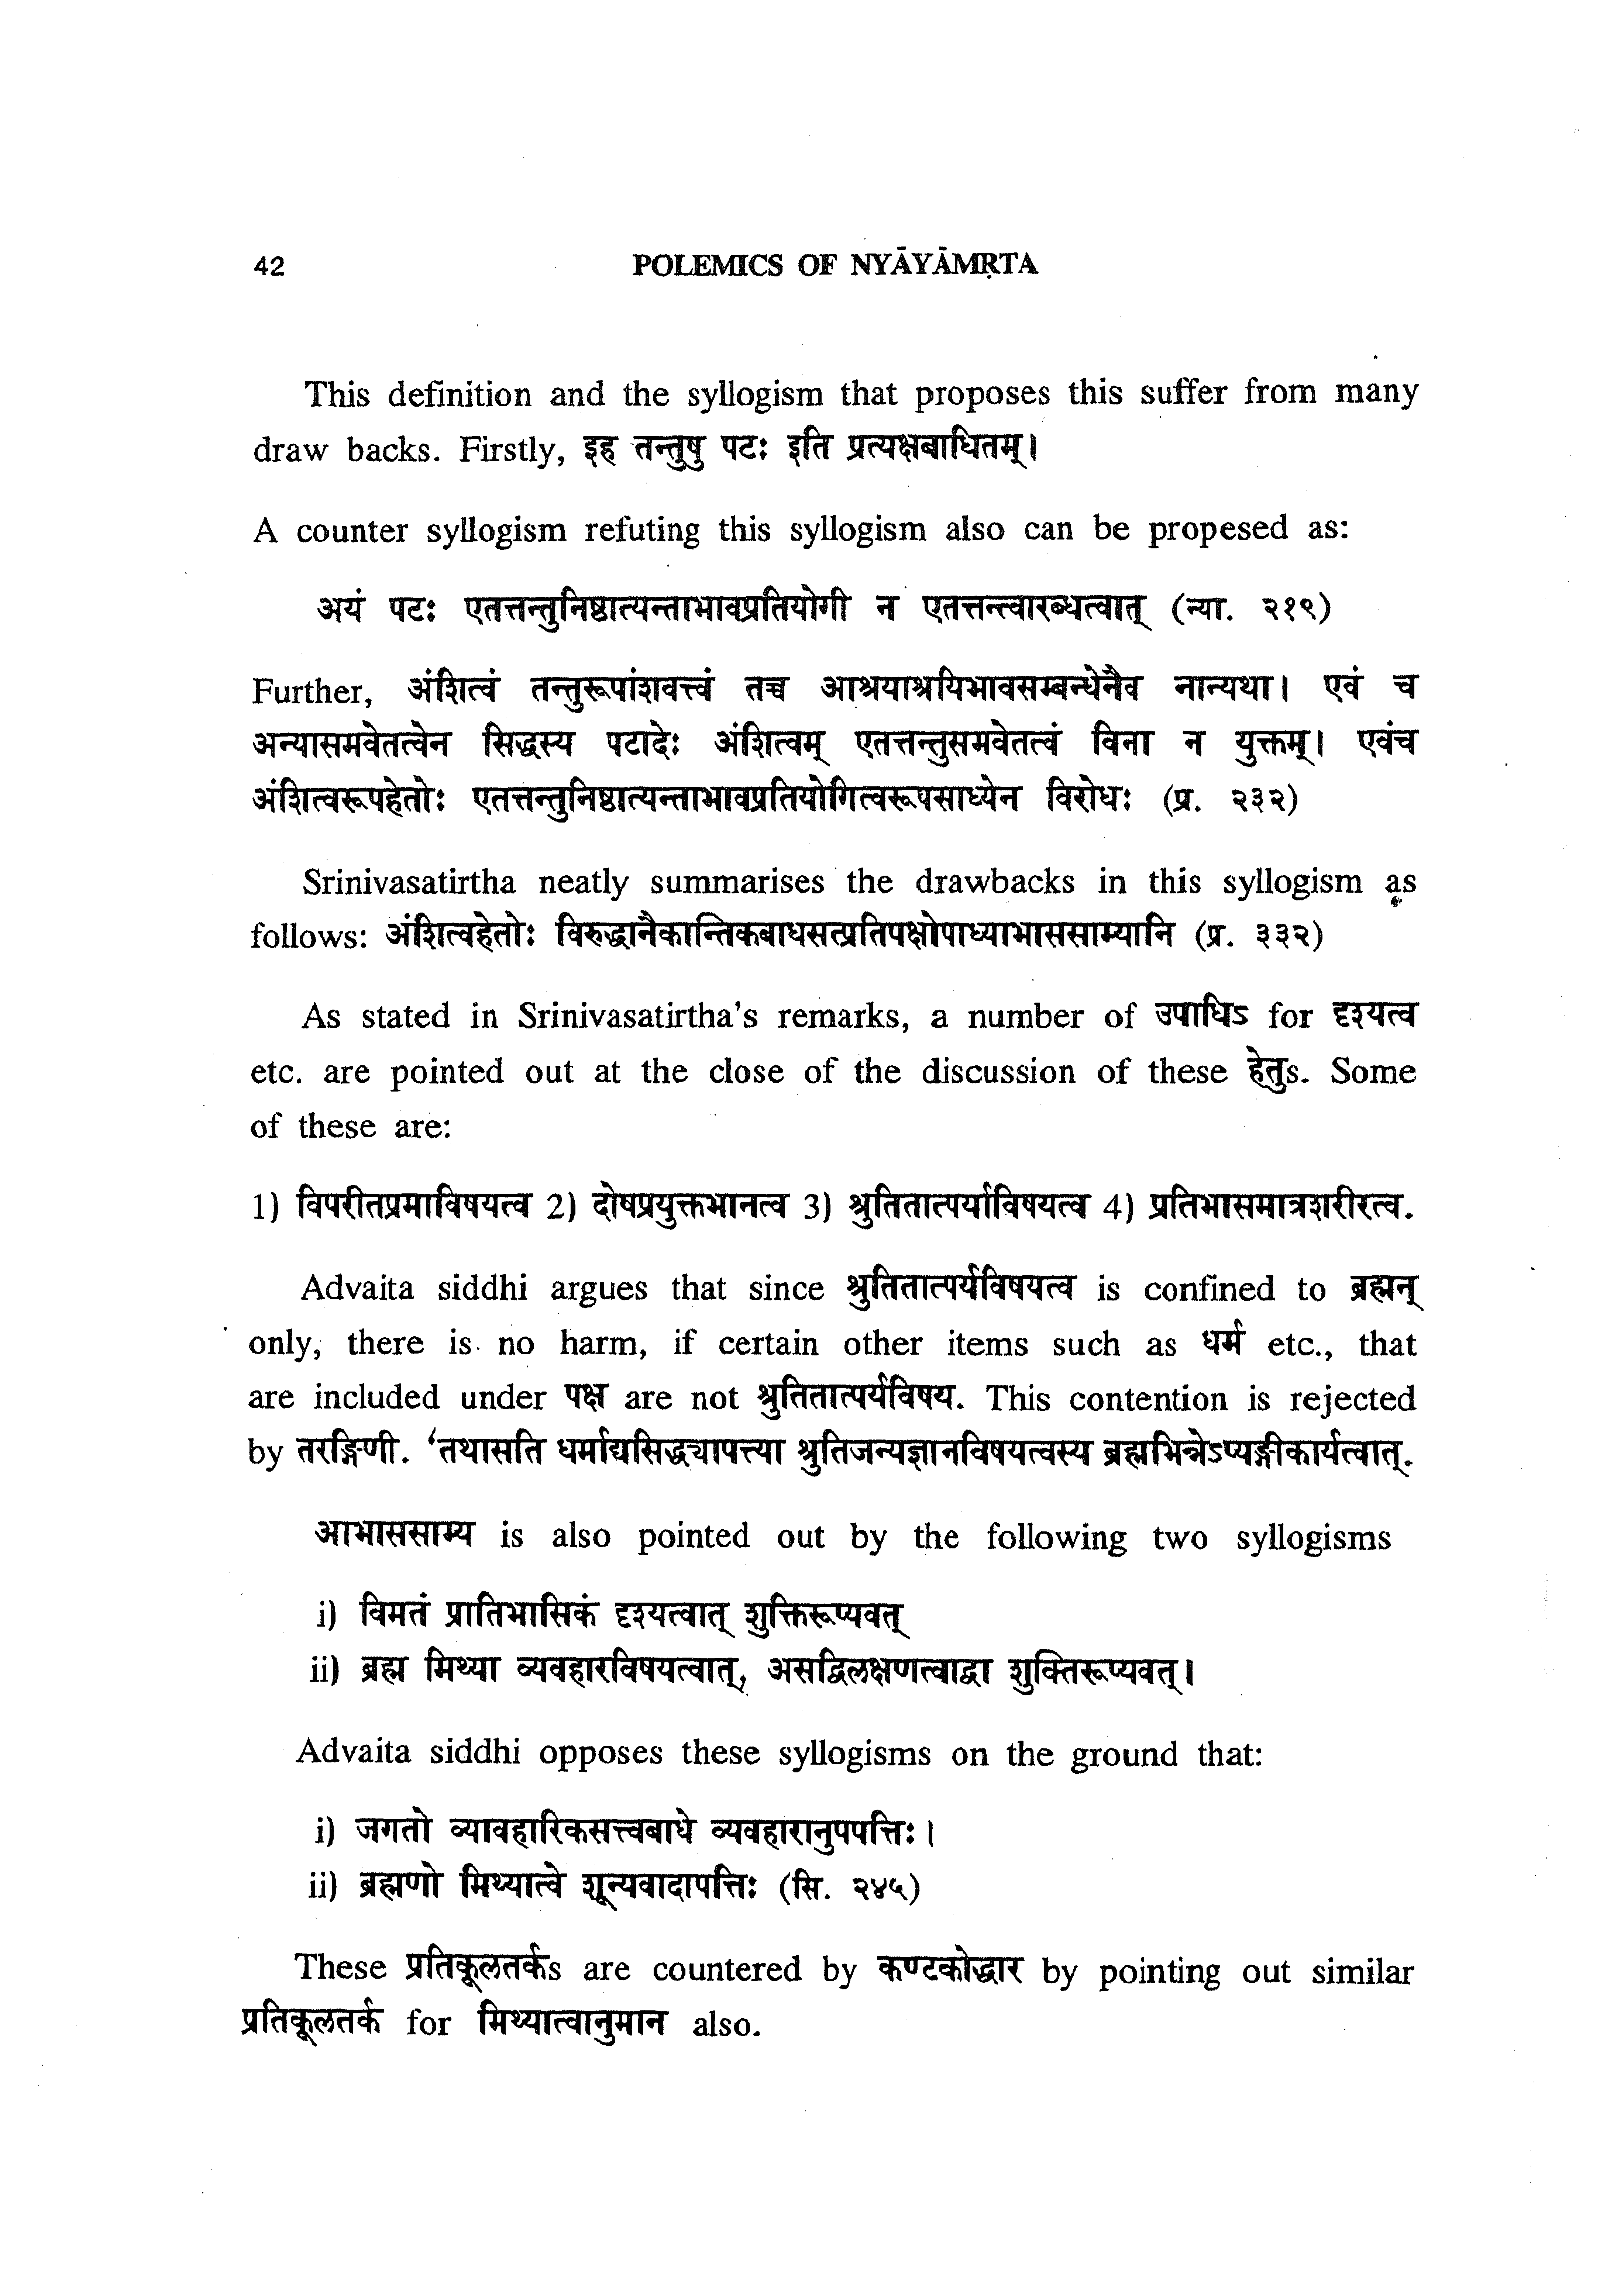 42 POLEMICS OF NYĀYĀMṚTA
This definition and the syllogism that proposes this suffer from many
draw backs. Firstly, इह तन्तुषु पटः इति प्रत्यक्षबाधितम्।
A counter syllogism refuting this syllogism also can be propesed as:
अयं पटः एतत्तन्तुनिष्ठात्यन्ताभावप्रतियोगी न एतत्तन्त्वारब्धत्वात् (न्या. २१९)
Further, अंशित्वं तन्तुरूपांशवत्त्वं तच्च आश्रयाश्रयिभावसम्बन्धेनैव नान्यथा। एवं च
अन्यासमवेतत्वेन सिद्धस्य पटादेः अंशित्वम् एतत्तन्तुसमवेतत्वं विना न युक्तम्। एवंच
अंशित्वरूपहेतोः एतत्तन्तुनिष्ठात्यन्ताभावप्रतियोगित्वरूपसाध्येन विरोधः (प्र. २३२)
Srinivasatirtha neatly summarises the drawbacks in this syllogism as
follows: अंशित्वहेतोः विरुद्धानैकान्तिकबाधसत्प्रतिपक्षोपाध्याभाससाम्यानि (प्र. ३३२)
As stated in Srinivasatirtha's remarks, a number of उपाधिऽ for दृश्यत्व
etc. are pointed out at the close of the discussion of these हेतुs. Some
of these are:
1) विपरीतप्रमाविषयत्व 2) दोषप्रयुक्तभानत्व 3) श्रुतितात्पर्याविषयत्व 4) प्रतिभासमात्रशरीरत्व.
Advaita siddhi argues that since श्रुतितात्पर्यविषयत्व is confined to ब्रह्मन्
only, there is no harm, if certain other items such as धर्म etc., that
are included under पक्ष are not श्रुतितात्पर्यविषय. This contention is rejected
by तरङ्गिणी. 'तथासति धर्माद्यसिद्ध्यापत्त्या श्रुतिजन्यज्ञानविषयत्वस्य ब्रह्मभिन्नेऽप्यङ्गीकार्यत्वात्.
आभाससाम्य is also pointed out by the following two syllogisms
i) विमतं प्रातिभासिकं दृश्यत्वात् शुक्तिरूप्यवत्
ii) ब्रह्म मिथ्या व्यवहारविषयत्वात्, असद्विलक्षणत्वाद्वा शुक्तिरूप्यवत्।
Advaita siddhi opposes these syllogisms on the ground that:
i) जगतो व्यावहारिकसत्त्वबाधे व्यवहारानुपपत्तिः।
ii) ब्रह्मणो मिथ्यात्वे शून्यवादापत्तिः (सि. २४५)
These प्रतिकूलतर्कs are countered by कण्टकोद्धार by pointing out similar
प्रतिकूलतर्क for मिथ्यात्वानुमान also.